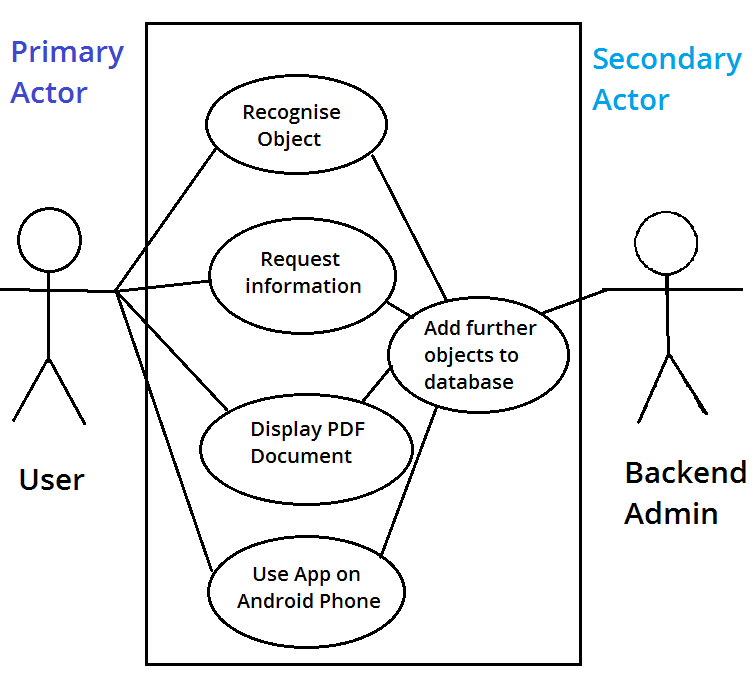 Primary
Actor
Secondary
Actor
Recognise
Object
Request
information
Add further
objects to
database
Display PDF
Document
Use App on
Android Phone
User
Backend
Admin